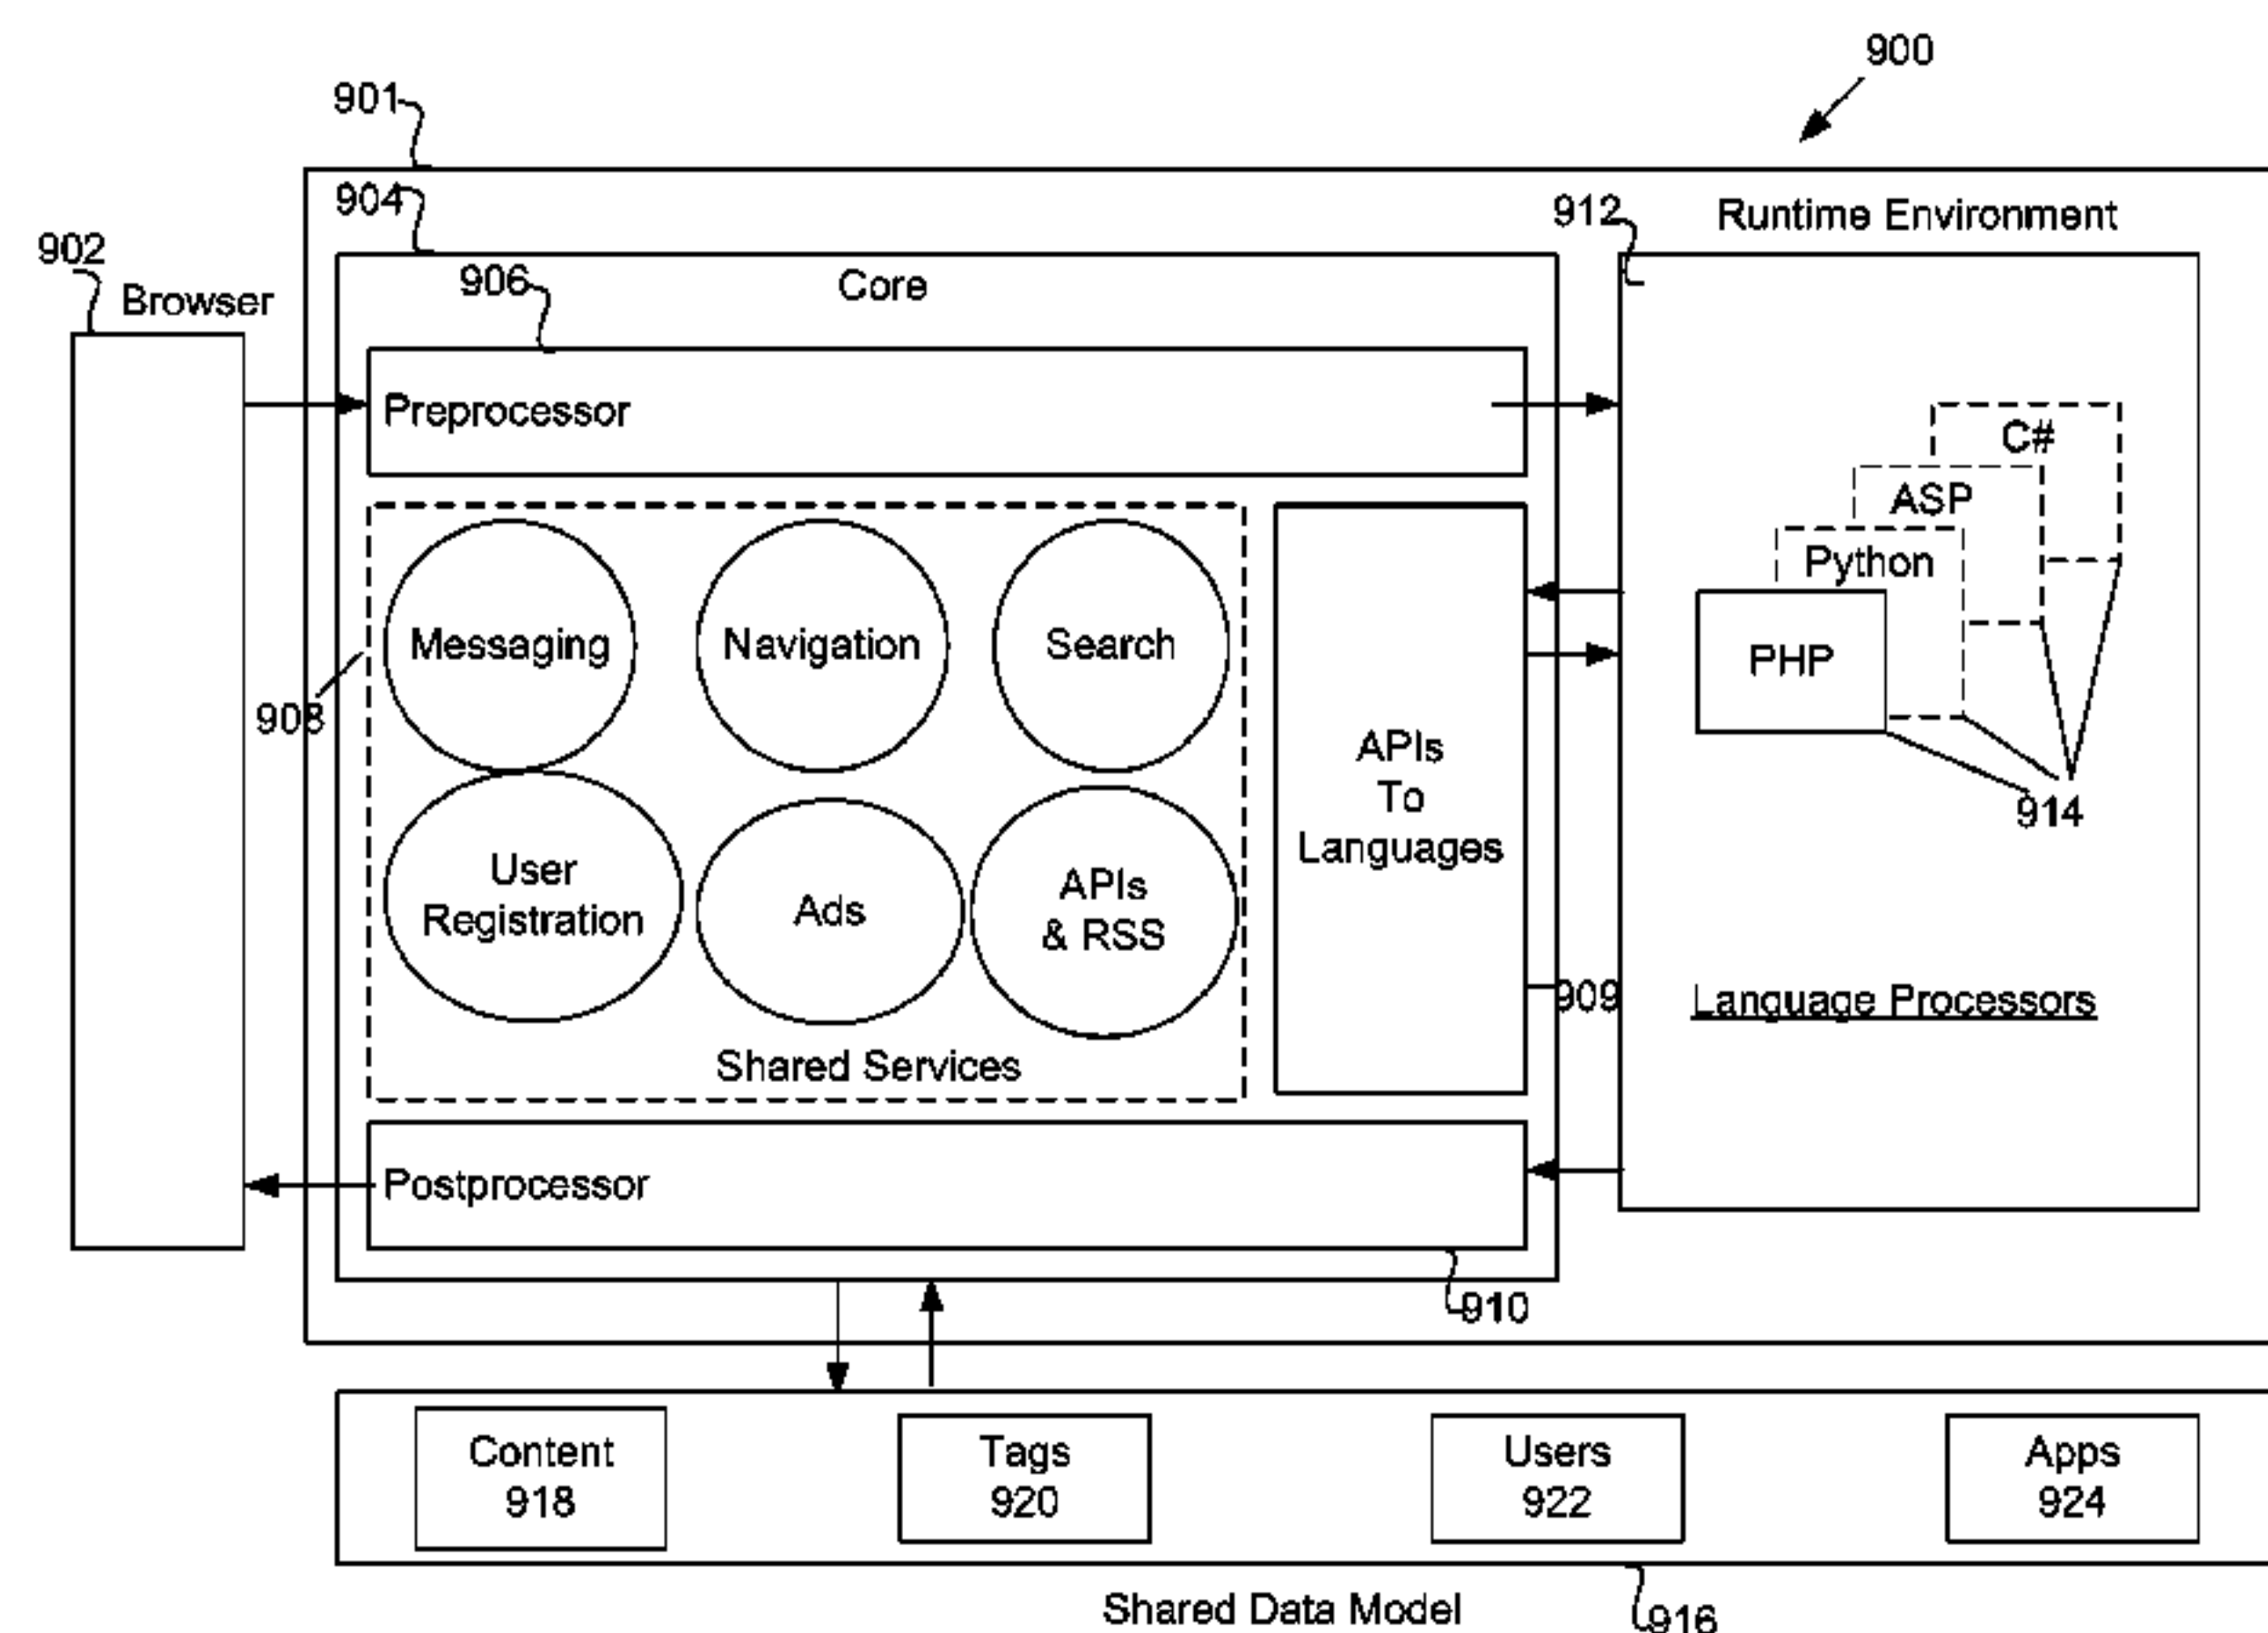 900
901
904
912
Runtime Environment
902
Browser
906
Core
Preprocessor
C#
ASP
Python
PHP
914
Messaging
Navigation
Search
908
APIs
To
Languages
User
Registration
Ads
APIs
& RSS
909
Language Processors
Shared Services
Postprocessor
910
Content
918
Tags
920
Users
922
Apps
924
Shared Data Model
916